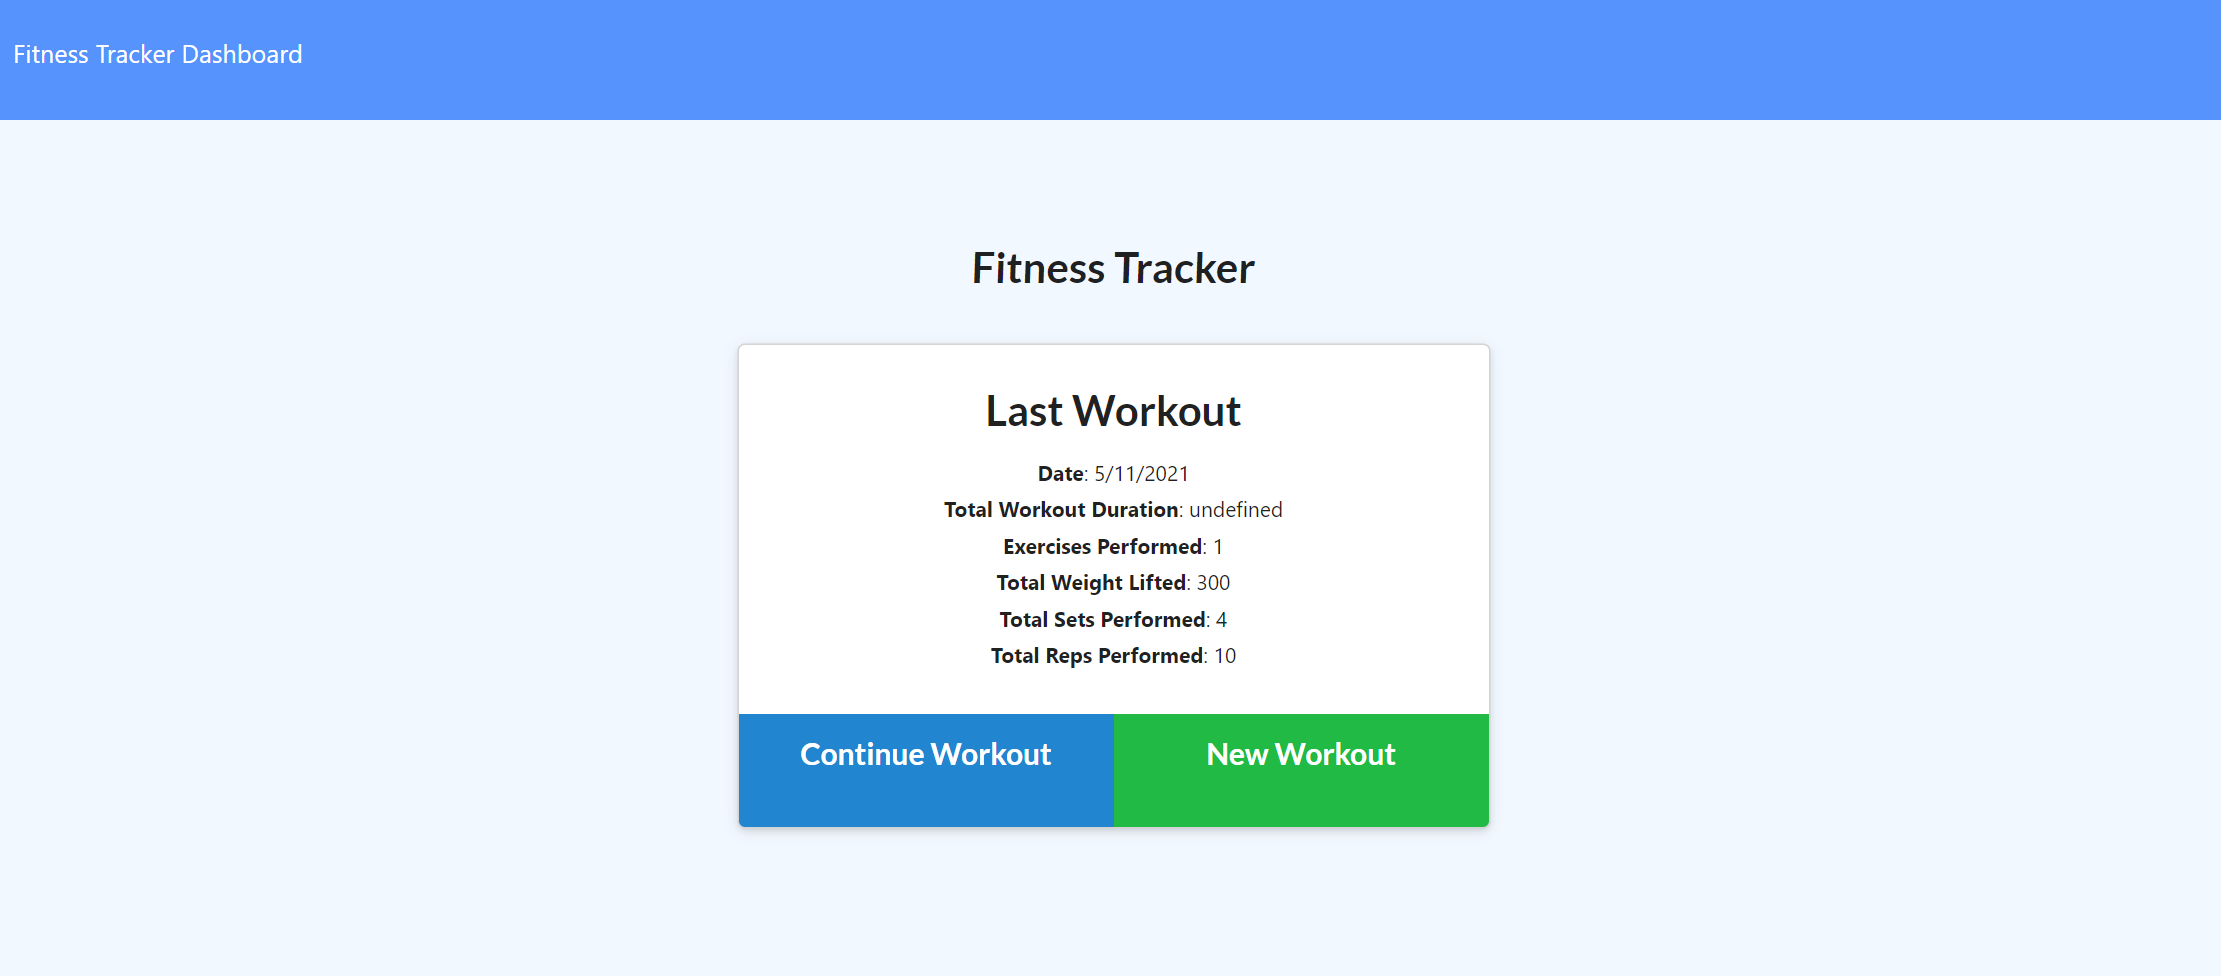 Fitness Tracker Dashboard
Fitness Tracker
Last Workout
Date: 5/11/2021
Total Workout Duration: undefined
Exercises Performed: 1
Total Weight Lifted: 300
Total Sets Performed: 4
Total Reps Performed: 10
Continue Workout New Workout